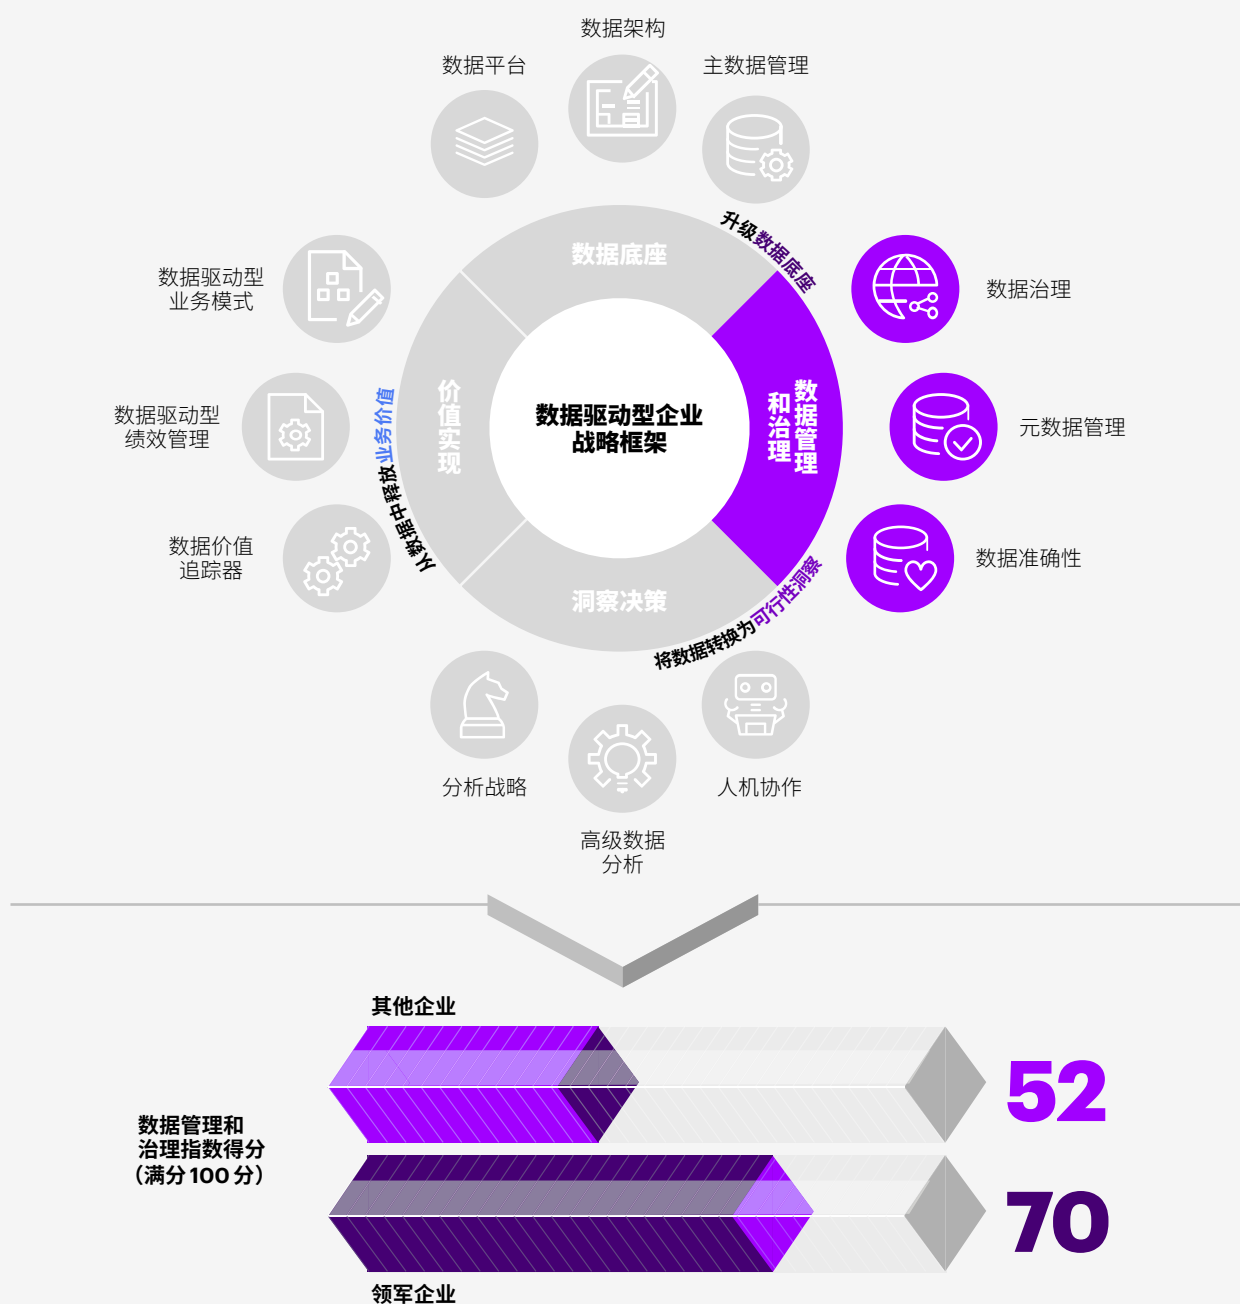 数据架构
数据平台
主数据管理
升级数据底座
数据底座
数据驱动型
业务模式
数据治理
数据驱动型
绩效管理
从数据中释放业务价值
价值实现
数据驱动型企业
战略框架
数据管理
和治理
元数据管理
数据价值
追踪器
数据准确性
洞察决策
将数据转换为可行性洞察
分析战略
人机协作
高级数据
分析
其他企业
52
数据管理和
治理指数得分
（满分 100 分）
70
领军企业